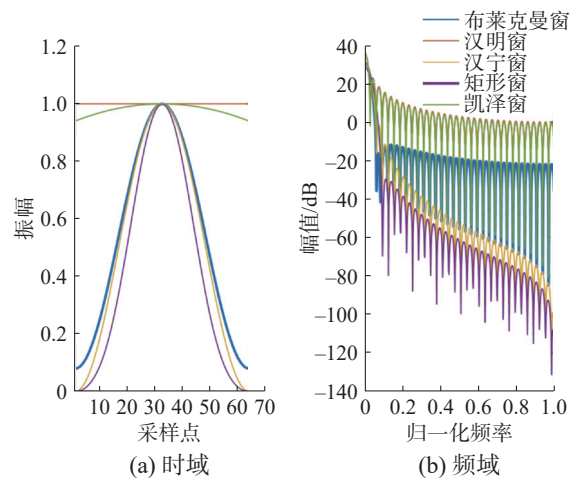 布莱克曼窗
汉明窗
汉宁窗
矩形窗
凯泽窗
1.2
1.0
0.8
0.6
0.4
0.2
0
振幅
10 20 30 40 50 60 70
采样点
(a) 时域
40
20
0
−20
−40
−60
−80
−100
−120
−140
幅值/dB
0 0.2 0.4 0.6 0.8 1.0
归一化频率
(b) 频域